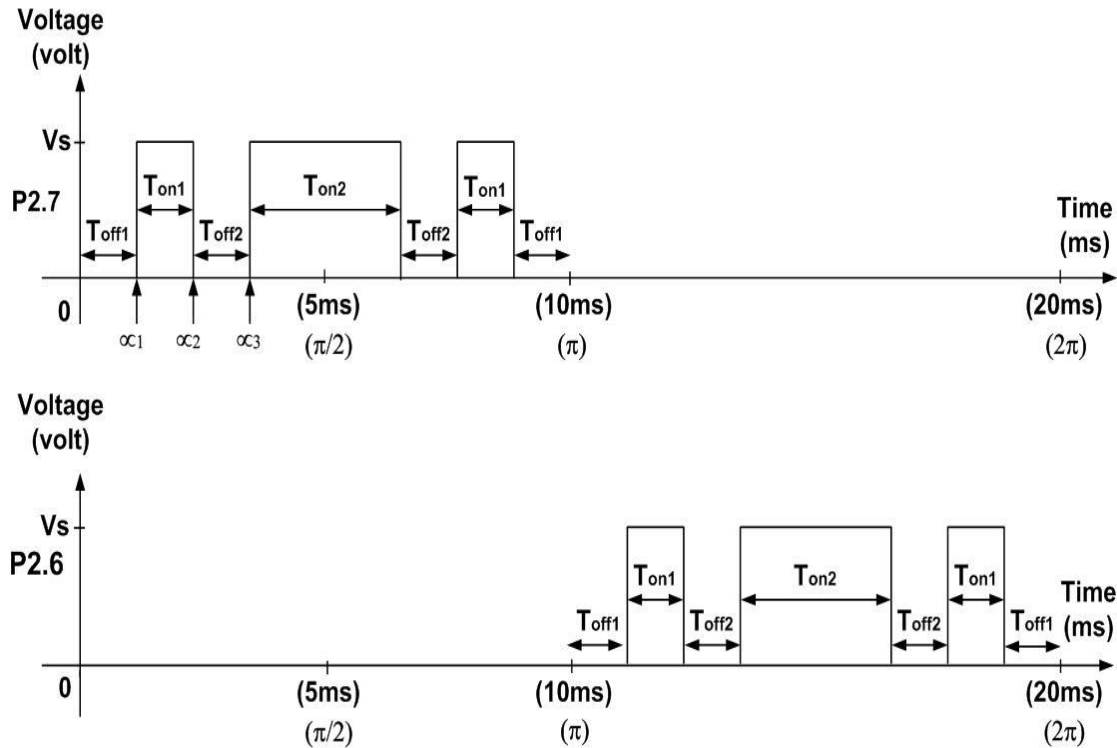 Voltage
(volt)
Vs
P2.7
Ton1
Ton2
Ton1
Toff1
Toff2
Toff2
Toff1
Time
(ms)
0
(5ms)
(10ms)
(20ms)
∝1
∝2
∝3
(π/2)
(π)
(2π)
Voltage
(volt)
Vs
P2.6
Ton1
Ton2
Ton1
Toff1
Toff2
Toff2
Toff1
Time
(ms)
0
(5ms)
(10ms)
(20ms)
(π/2)
(π)
(2π)